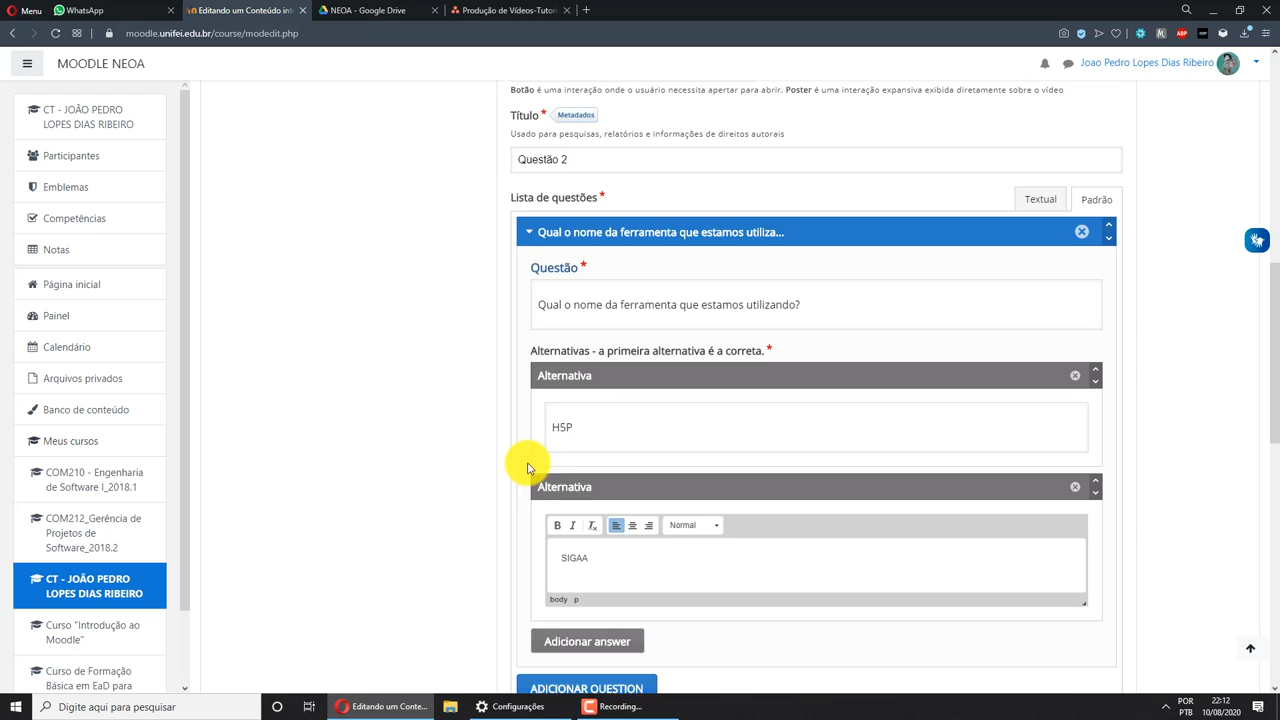 Menu
WhatsApp
Editando um Conteúdo int
NEOA - Google Drive
Produção de Vídeos-Tutori
moodle.unifei.edu.br/course/modedit.php
MOODLE NEOA
Joao Pedro Lopes Dias Ribeiro
CT - JOÃO PEDRO
LOPES DIAS RIBEIRO
Participantes
Emblemas
Competências
Notas
Página inicial
Painel
Calendário
Arquivos privados
Banco de conteúdo
Meus cursos
COM210 - Engenharia
de Software I_2018.1
COM212_Gerência de
Projetos de
Software_2018.2
CT - JOÃO PEDRO
LOPES DIAS RIBEIRO
Curso "Introdução ao
Moodle"
Curso de Formação
Básica em EaD para
Botão é uma interação onde o usuário necessita apertar para abrir. Poster é uma interação expansiva exibida diretamente sobre o vídeo
Título * Metadados
Usado para pesquisas, relatórios e informações de direitos autorais
Questão 2
Lista de questões *
Textual
Padrão
Qual o nome da ferramenta que estamos utiliza...
Questão *
Qual o nome da ferramenta que estamos utilizando?
Alternativas - a primeira alternativa é a correta. *
Alternativa
H5P
Alternativa
B I Tx Normal
SIGAA
body p
Adicionar answer
ADICIONAR QUESTION
Digite aqui para pesquisar
Editando um Conte...
Configurações
Recording...
POR
PTB
22:12
10/08/2020